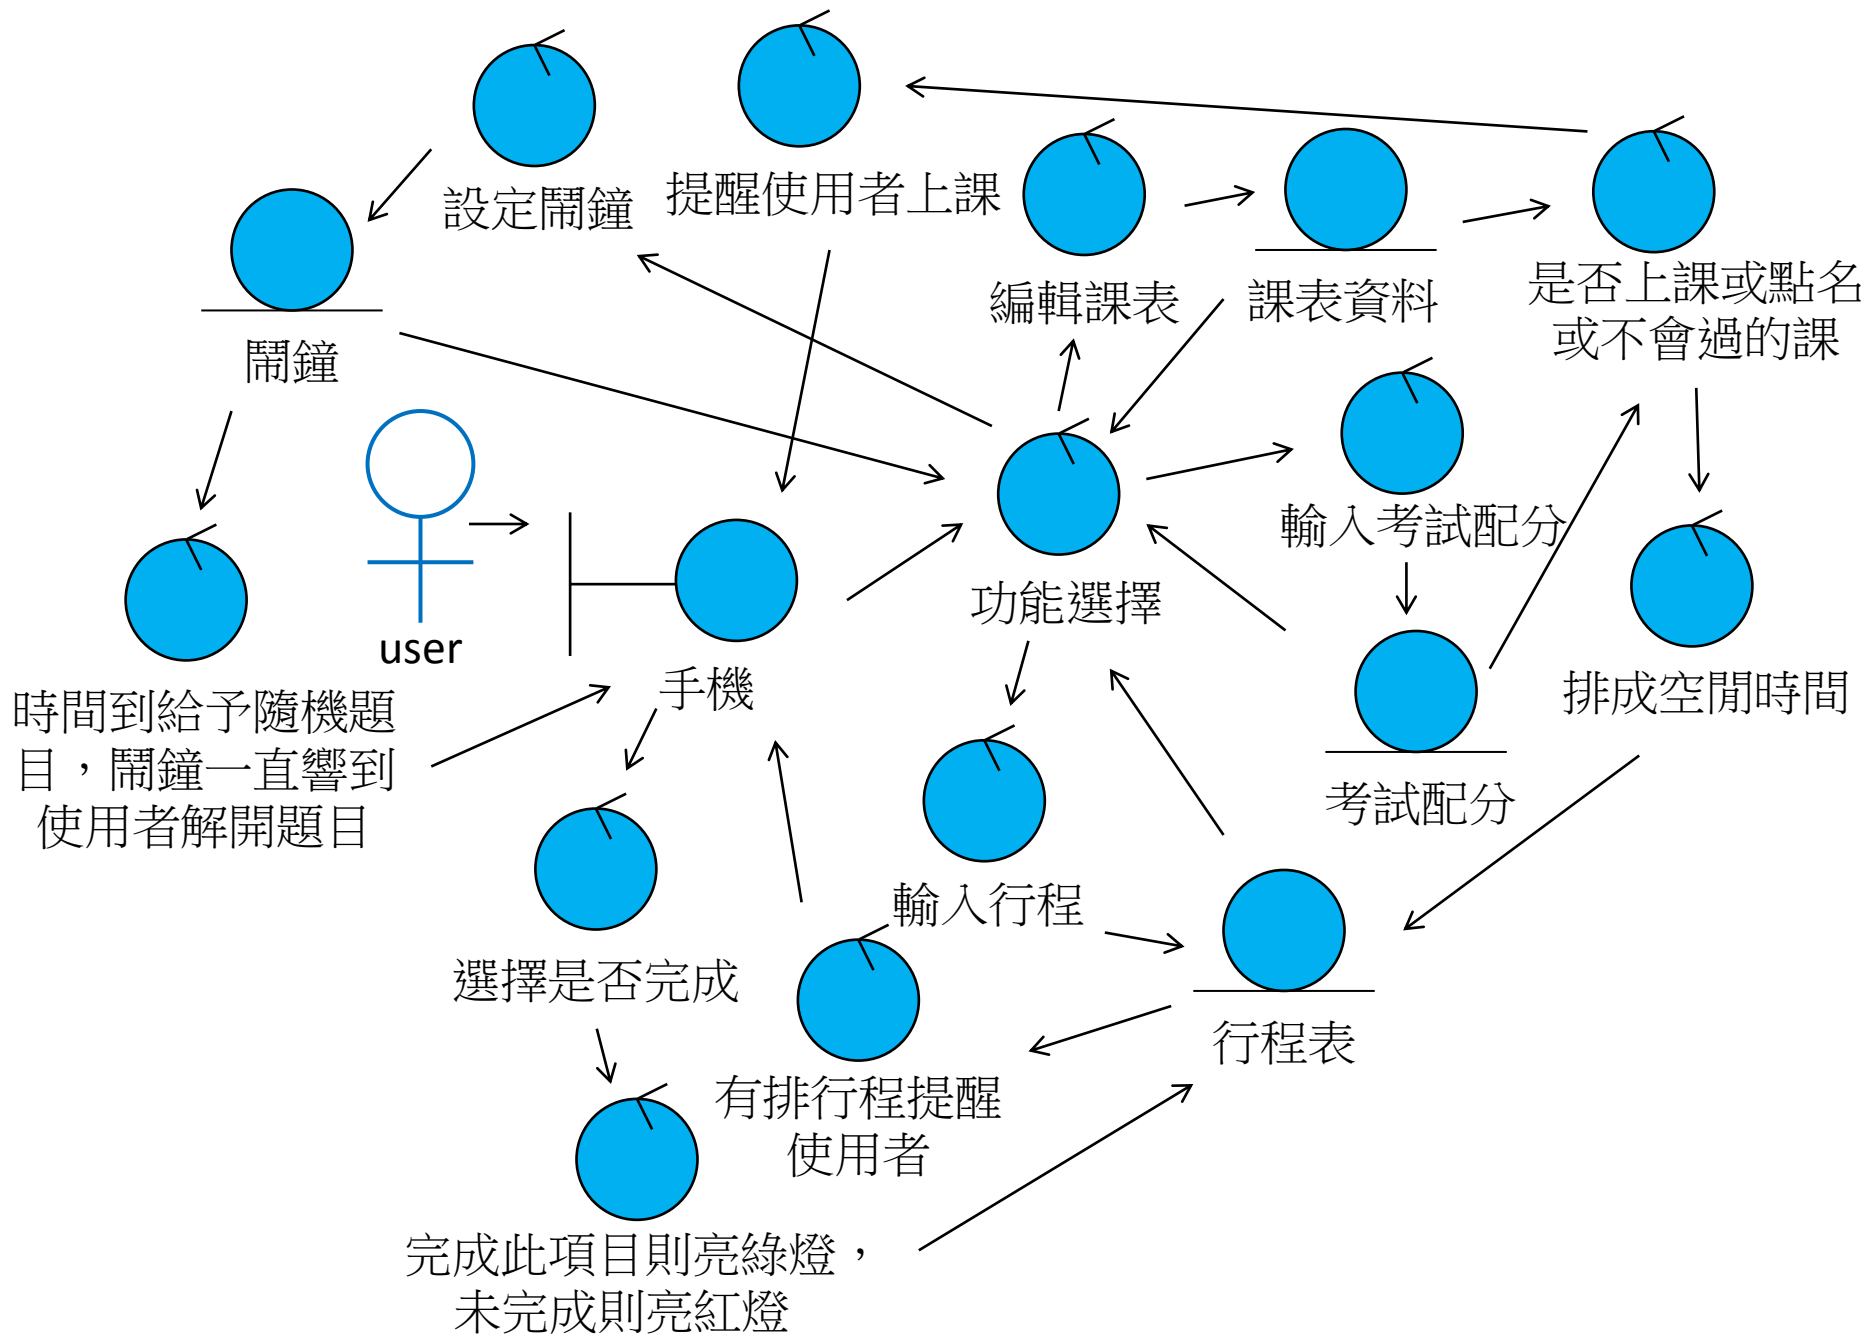 設定鬧鐘
提醒使用者上課
編輯課表
課表資料
是否上課或點名
或不會過的課
鬧鐘
輸入考試配分
功能選擇
user
手機
時間到給予隨機題
目，鬧鐘一直響到
使用者解開題目
排成空閒時間
考試配分
輸入行程
選擇是否完成
行程表
有排行程提醒
使用者
完成此項目則亮綠燈，
未完成則亮紅燈